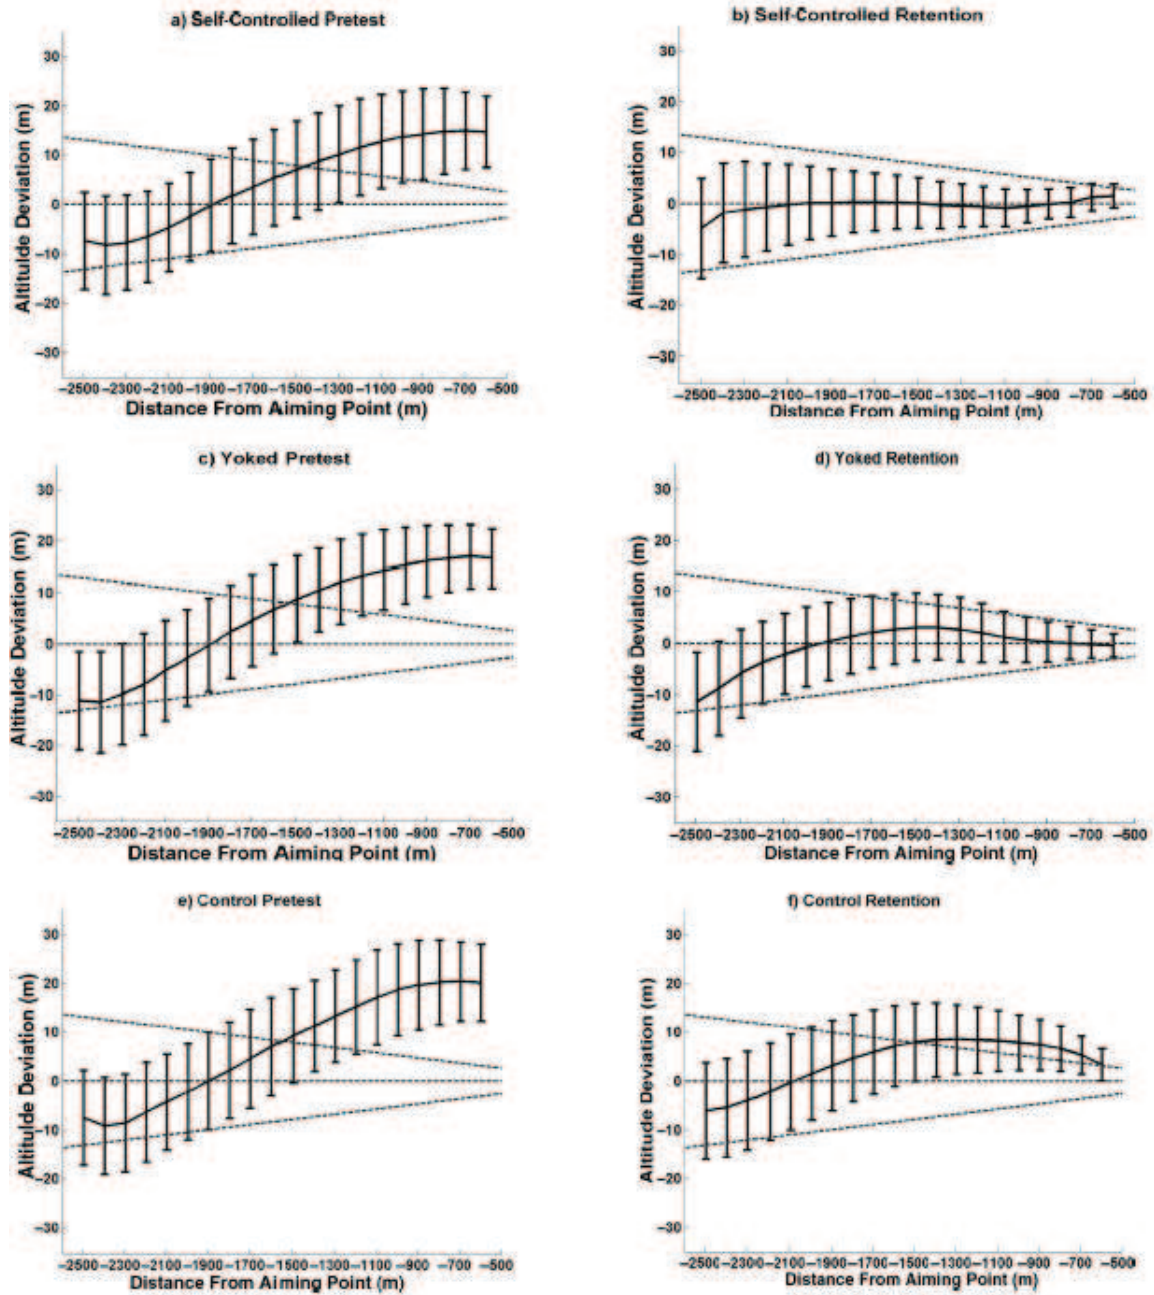 a) Self-Controlled Pretest
30
20
10
0
−10
−20
−30
Altitulde Deviation (m)
−2500 −2300 −2100 −1900 −1700 −1500 −1300 −1100 −900 −700 −500
Distance From Aiming Point (m)
b) Self-Controlled Retention
30
20
10
0
−10
−20
−30
Altitulde Deviation (m)
−2500 −2300 −2100 −1900 −1700 −1500 −1300 −1100 −900 −700 −500
Distance From Aiming Point (m)
c) Yoked Pretest
30
20
10
0
−10
−20
−30
Altitulde Deviation (m)
−2500 −2300 −2100 −1900 −1700 −1500 −1300 −1100 −900 −700 −500
Distance From Aiming Point (m)
d) Yoked Retention
30
20
10
0
−10
−20
−30
Altitulde Deviation (m)
−2500 −2300 −2100 −1900 −1700 −1500 −1300 −1100 −900 −700 −500
Distance From Aiming Point (m)
e) Control Pretest
30
20
10
0
−10
−20
−30
Altitulde Deviation (m)
−2500 −2300 −2100 −1900 −1700 −1500 −1300 −1100 −900 −700 −500
Distance From Aiming Point (m)
f) Control Retention
30
20
10
0
−10
−20
−30
Altitude Deviation (m)
−2500 −2300 −2100 −1900 −1700 −1500 −1300 −1100 −900 −700 −500
Distance From Aiming Point (m)